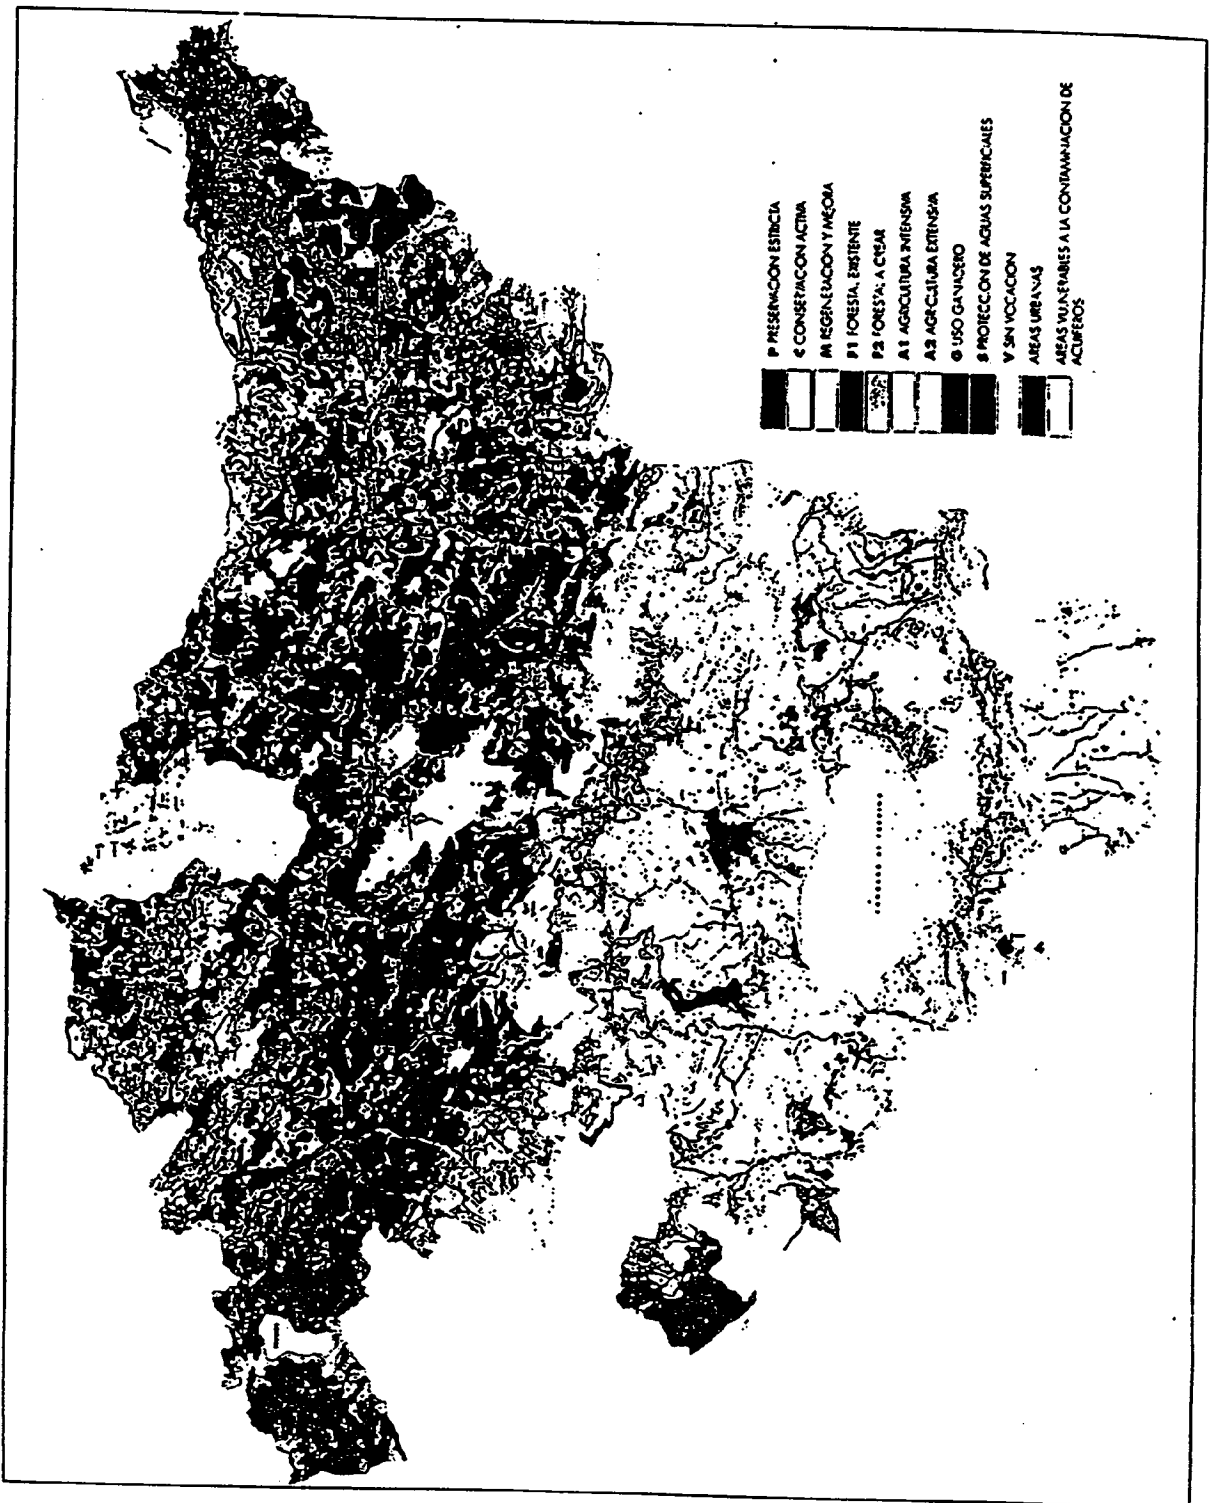 P PRESERVACION ESTRICTA
C CONSERVACION ACTIVA
M REGENERACION Y MEJORA
F1 FORESTAL EXISTENTE
F2 FORESTAL A CREAR
A1 AGRICULTURA INTENSIVA
A2 AGRICULTURA EXTENSIVA
G USO GANADERO
S PROTECCION DE AGUAS SUPERFICIALES
V SIN VOCACION
AREAS URBANAS
AREAS VULNERABLES A LA CONTAMINACION DE
ACUIFEROS